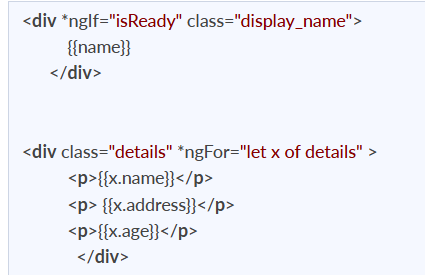 <div *ngIf="isReady" class="display_name">
{{name}}
</div>
<div class="details" *ngFor="let x of details" >
<p>{{x.name}}</p>
<p> {{x.address}}</p>
<p>{{x.age}}</p>
</div>